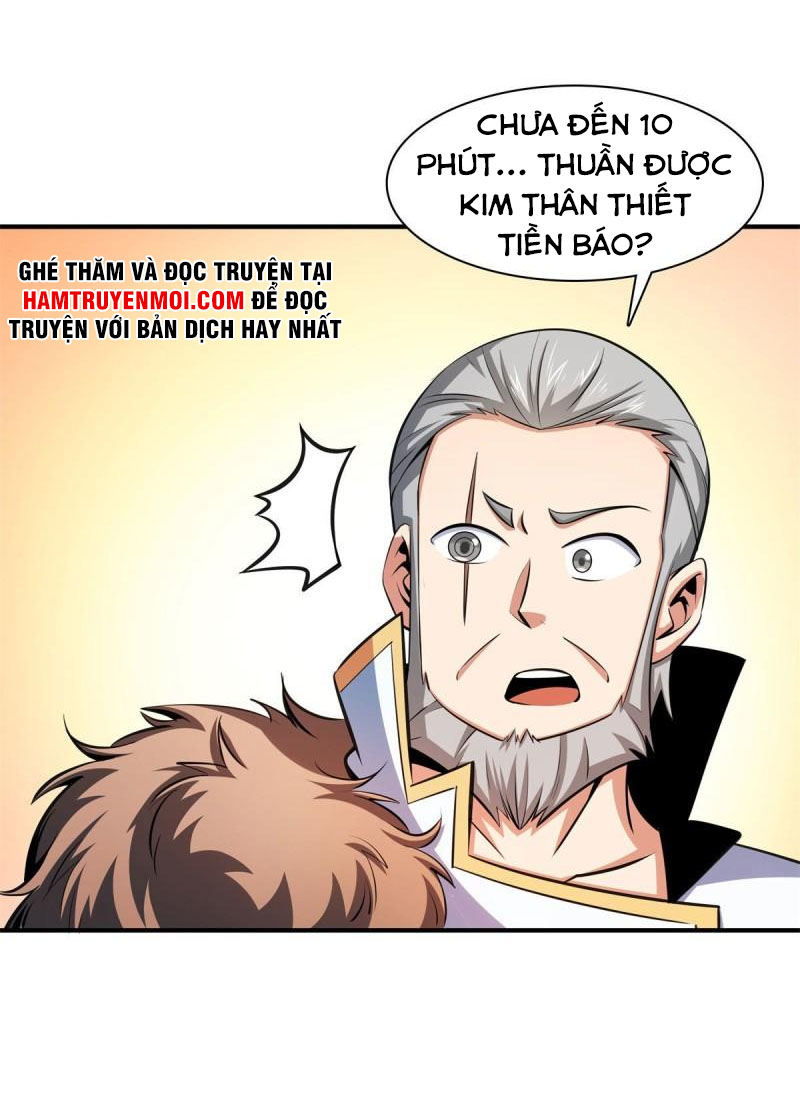 CHƯA ĐẾN 10
PHÚT... THUẦN ĐƯỢC
KIM THÂN THIẾT
TIỀN BÁO?
GHÉ THĂM VÀ ĐỌC TRUYỆN TẠI
HAMTRUYENMOI.COM ĐỂ ĐỌC
TRUYỆN VỚI BẢN DỊCH HAY NHẤT